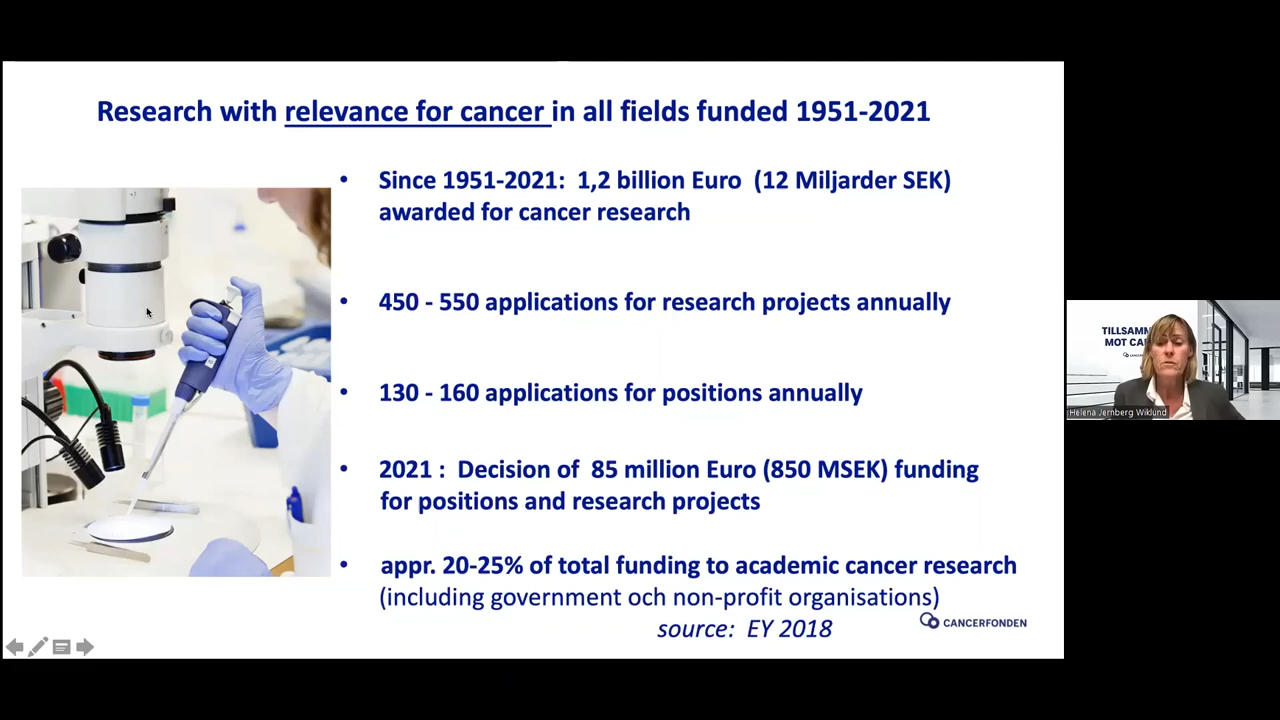 Research with relevance for cancer in all fields funded 1951-2021
• Since 1951-2021: 1,2 billion Euro (12 Miljarder SEK)
awarded for cancer research
• 450 - 550 applications for research projects annually
• 130 - 160 applications for positions annually
• 2021 : Decision of 85 million Euro (850 MSEK) funding
for positions and research projects
• appr. 20-25% of total funding to academic cancer research
(including government och non-profit organisations)
source: EY 2018
CANCERFONDEN
TILLSAMM
MOT CA
Helena Jernberg Wiklund